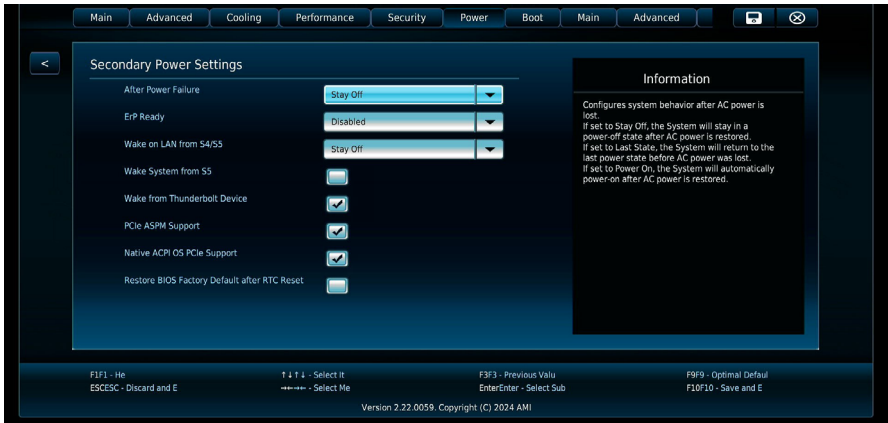 Main Advanced Cooling Performance Security Power Boot Main Advanced
<
Secondary Power Settings
After Power Failure Stay Off
ErP Ready Disabled
Wake on LAN from S4/S5 Stay Off
Wake System from S5
Wake from Thunderbolt Device
PCIe ASPM Support
Native ACPI OS PCIe Support
Restore BIOS Factory Default after RTC Reset
Information
Configures system behavior after AC power is
lost.
If set to Stay Off, the System will stay in a
power-off state after AC power is restored.
If set to Last State, the System will return to the
last power state before AC power was lost.
If set to Power On, the System will automatically
power-on after AC power is restored.
F1F1 - He ↑↓↑↓ - Select It F3F3 - Previous Valu F9F9 - Optimal Defaul
ESCESC - Discard and E →←→← - Select Me EnterEnter - Select Sub F10F10 - Save and E
Version 2.22.0059. Copyright (C) 2024 AMI